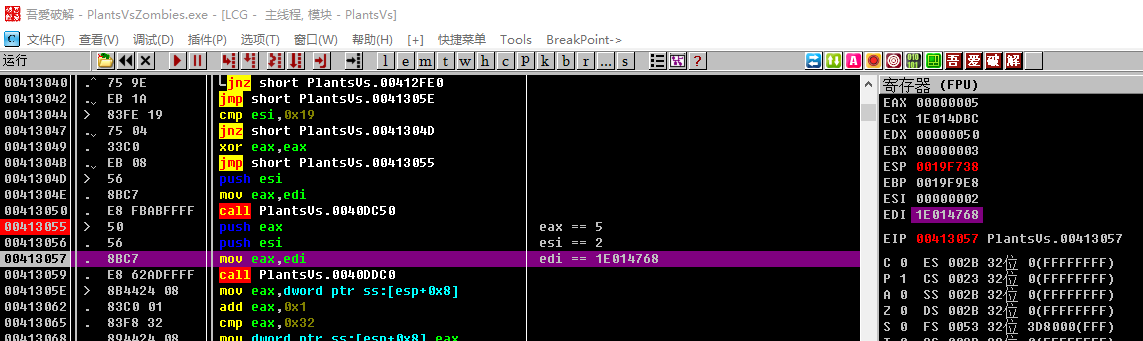 吾愛破解 - PlantsVsZombies.exe - [LCG - 主线程, 模块 - PlantsVs]
C 文件(F) 查看(V) 调试(D) 插件(P) 选项(T) 窗口(W) 帮助(H) [+] 快捷菜单 Tools BreakPoint->
运行 l e m t w h c p k b r ... s ? 吾 爱 破 解
00413040 .^ 75 9E jnz short PlantsVs.00412FE0
00413042 .. EB 1A jmp short PlantsVs.0041305E
00413044 > 83FE 19 cmp esi,0x19
00413047 .. 75 04 jnz short PlantsVs.0041304D
00413049 . 33C0 xor eax,eax
0041304B .. EB 08 jmp short PlantsVs.00413055
0041304D > 56 push esi
0041304E . 8BC7 mov eax,edi
00413050 . E8 FBABFFFF call PlantsVs.0040DC50
00413055 > 50 push eax eax == 5
00413056 . 56 push esi esi == 2
00413057 . 8BC7 mov eax,edi edi == 1E014768
00413059 . E8 62ADFFFF call PlantsVs.0040DDC0
0041305E > 8B4424 08 mov eax,dword ptr ss:[esp+0x8]
00413062 . 83C0 01 add eax,0x1
00413065 . 83F8 32 cmp eax,0x32
00413068 . 894424 08 mov dword ptr ss:[esp+0x8],eax
寄存器 (FPU)
EAX 00000005
ECX 1E014DBC
EDX 00000050
EBX 00000003
ESP 0019F738
EBP 0019F9E8
ESI 00000002
EDI 1E014768
EIP 00413057 PlantsVs.00413057
C 0 ES 002B 32位 0(FFFFFFFF)
P 1 CS 0023 32位 0(FFFFFFFF)
A 0 SS 002B 32位 0(FFFFFFFF)
Z 0 DS 002B 32位 0(FFFFFFFF)
S 0 FS 0053 32位 3D8000(FFF)
T 0 GS 002B 32位 0(FFFFFFFF)